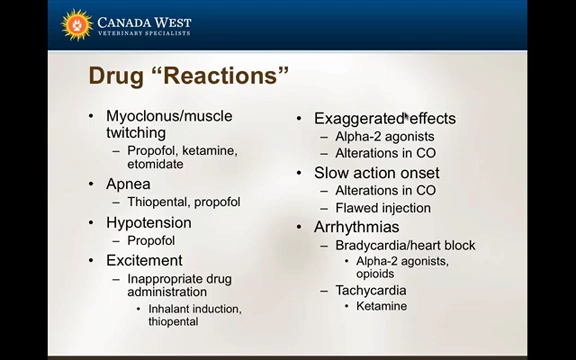 CANADA WEST
VETERINARY SPECIALISTS
Drug “Reactions”
• Myoclonus/muscle
twitching
– Propofol, ketamine,
etomidate
• Apnea
– Thiopental, propofol
• Hypotension
– Propofol
• Excitement
– Inappropriate drug
administration
• Inhalant induction,
thiopental
• Exaggerated effects
– Alpha-2 agonists
– Alterations in CO
• Slow action onset
– Alterations in CO
– Flawed injection
• Arrhythmias
– Bradycardia/heart block
• Alpha-2 agonists,
opioids
– Tachycardia
• Ketamine